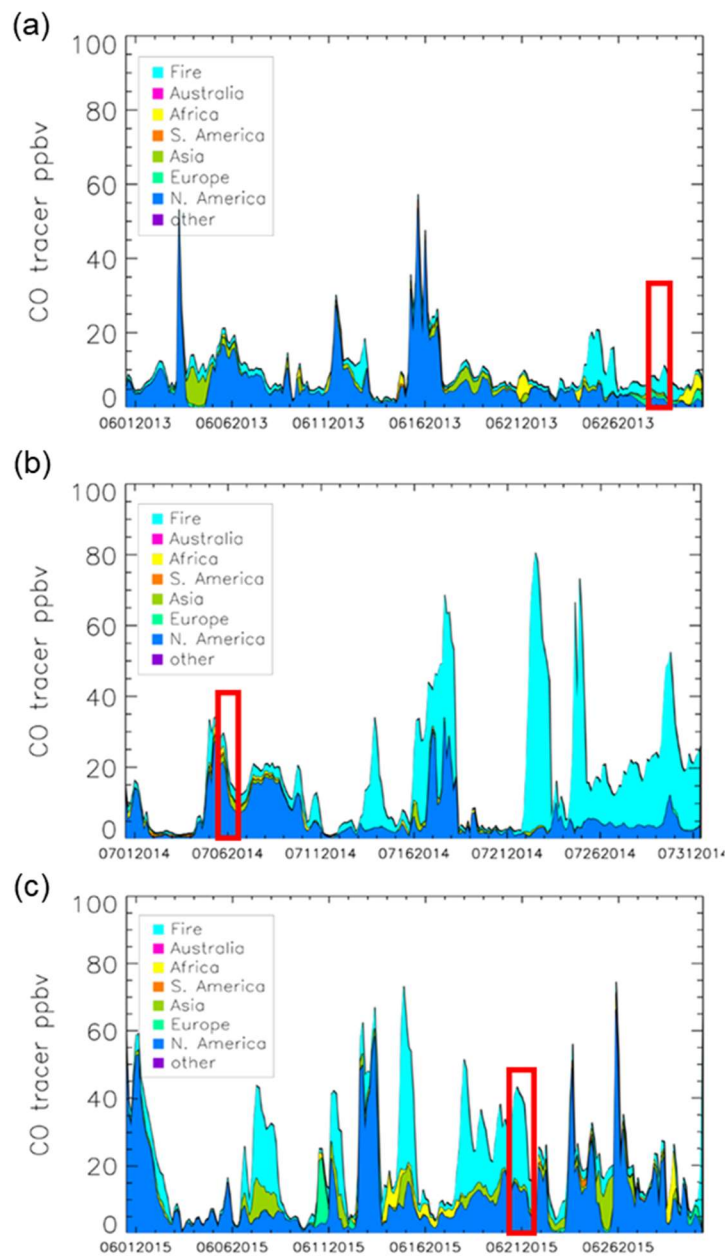 (a)
100
80
60
40
20
0
CO tracer ppbv
Fire
Australia
Africa
S. America
Asia
Europe
N. America
other
06012013 06062013 06112013 06162013 06212013 06262013
(b)
100
80
60
40
20
0
CO tracer ppbv
Fire
Australia
Africa
S. America
Asia
Europe
N. America
other
07012014 07062014 07112014 07162014 07212014 07262014 07312014
(c)
100
80
60
40
20
0
CO tracer ppbv
Fire
Australia
Africa
S. America
Asia
Europe
N. America
other
06012015 06062015 06112015 06162015 06212015 06262015